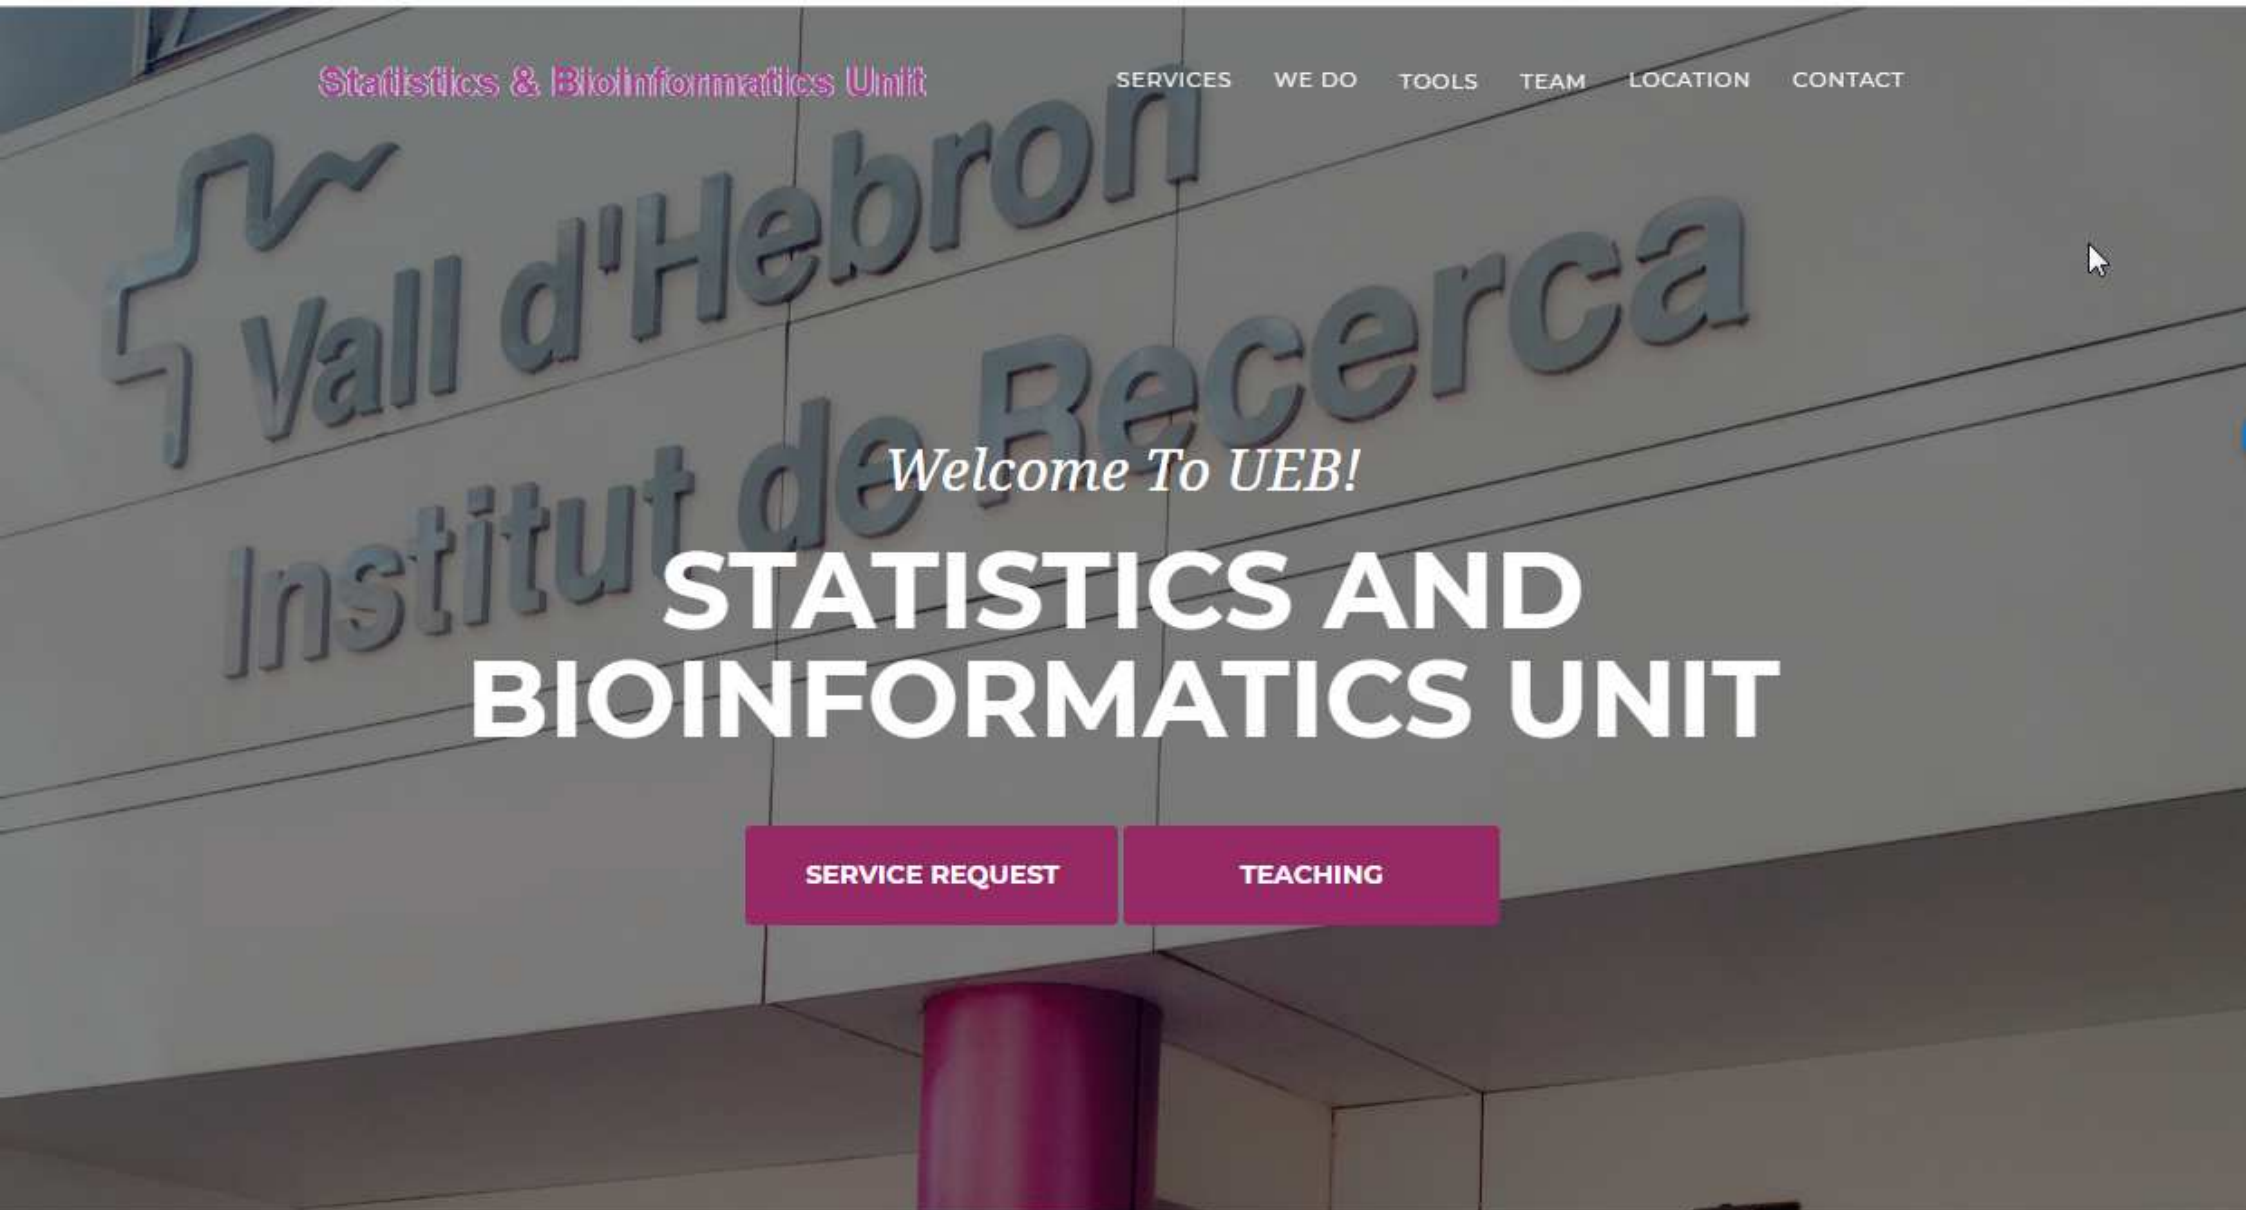 Statistics & Bioinformatics Unit
SERVICES WE DO TOOLS TEAM LOCATION CONTACT
Vall d'Hebron
Institut de Recerca
Welcome To UEB!
STATISTICS AND
BIOINFORMATICS UNIT
SERVICE REQUEST
TEACHING